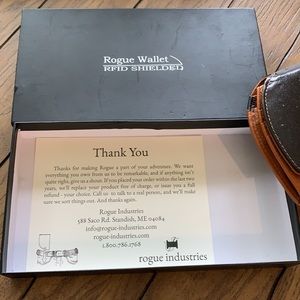 Rogue Wallet
RFID SHIELDED
Thank You
Thanks for making Rogue a part of your adventure. We want
everything you own from us to be remarkable; and if anything isn't
quite right, give us a shout. If you placed your order within the last two
years, we'll replace your product free of charge, or issue you a full
refund - your choice. Call us to talk to a real person, and we'll make
sure we sort things out. And thanks again.
Rogue Industries
588 Saco Rd. Standish, ME 04084
info@rogue-industries.com
rogue-industries.com
1.800.786.1768
rogue industries